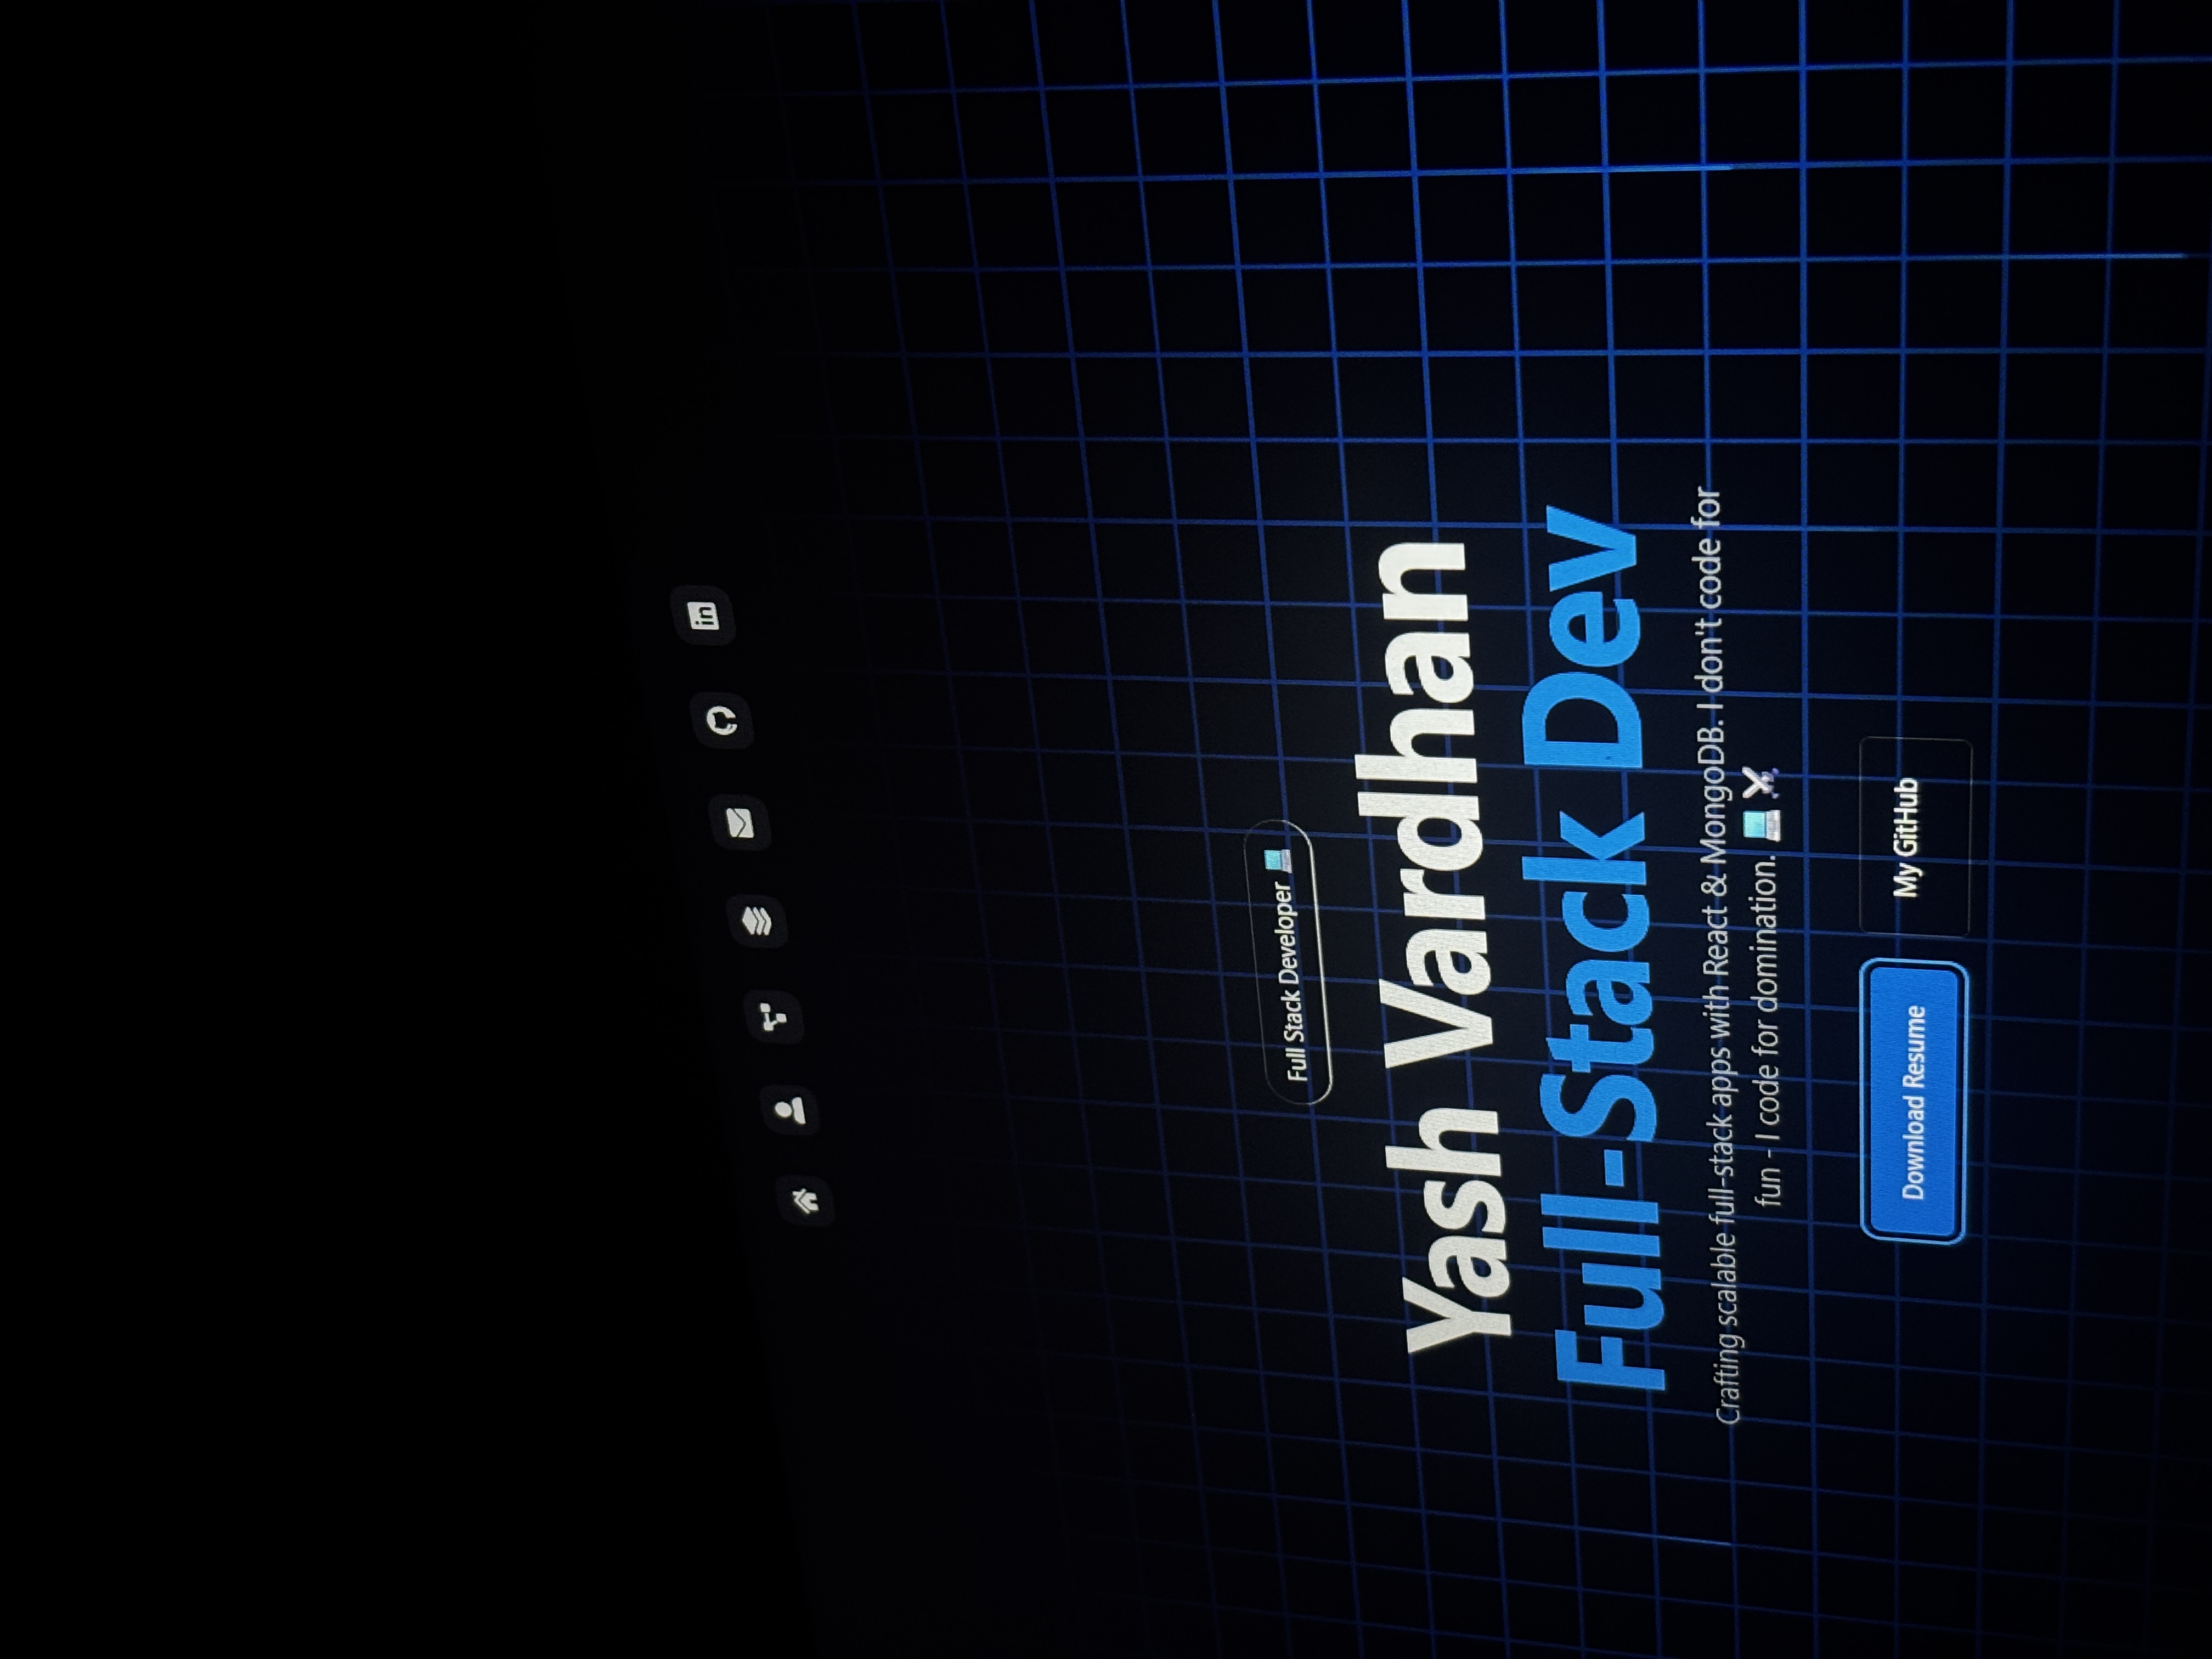 in
Full Stack Developer 💻
Yash Vardhan
Full-Stack Dev
Crafting scalable full-stack apps with React & MongoDB. I don't code for
fun - I code for domination. 💻⚔️
Download Resume
My GitHub